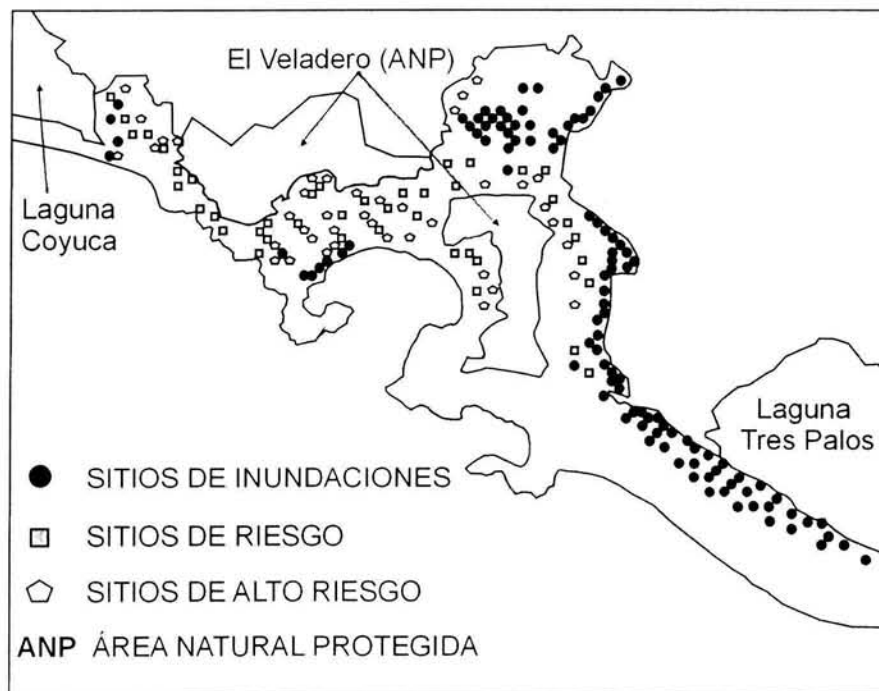 El Veladero (ANP)
Laguna
Coyuca
Laguna
Tres Palos
SITIOS DE INUNDACIONES
SITIOS DE RIESGO
SITIOS DE ALTO RIESGO
ANP ÁREA NATURAL PROTEGIDA